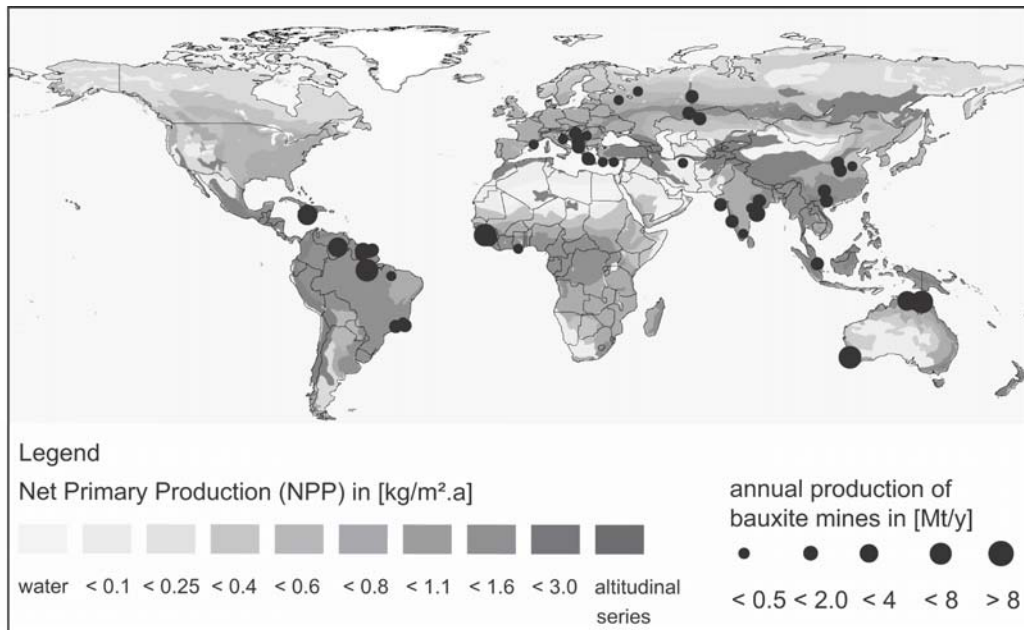 Legend
Net Primary Production (NPP) in [kg/m².a]
water < 0.1 < 0.25 < 0.4 < 0.6 < 0.8 < 1.1 < 1.6 < 3.0 altitudinal
series
annual production of
bauxite mines in [Mt/y]
< 0.5 < 2.0 < 4 < 8 > 8